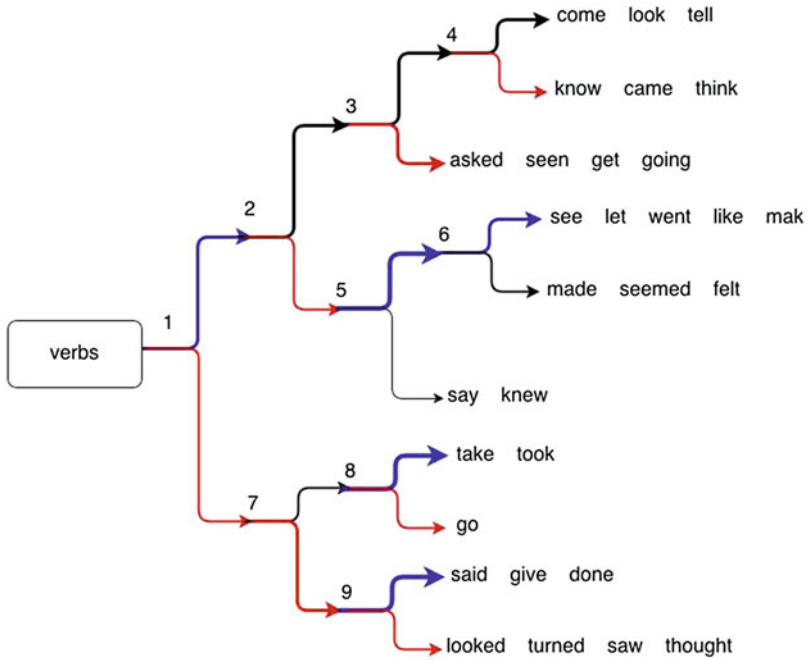 come look tell
4
know came think
3
asked seen get going
2
see let went like mak
6
made seemed felt
5
1
verbs
say knew
take took
8
7
go
said give done
9
looked turned saw thought